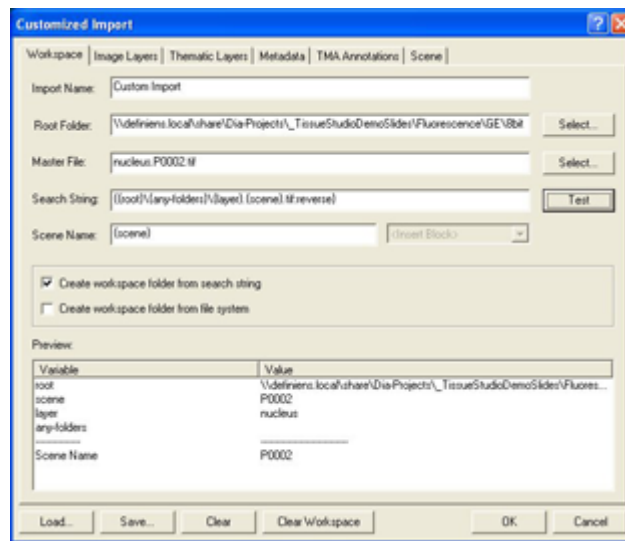 Customized Import
Workspace Image Layers Thematic Layers Metadata TMA Annotations Scene
Import Name: Custom Import
Root Folder: \\definiens.local\share\Dia-Projects\_TissueStudioDemoSlides\Fluorescence\GE\8bit Select...
Master File: nucleus.P0002.tif Select...
Search String: {{root}\{any-folders}\{layer}.{scene}.tif:reverse} Test
Scene Name: {scene} <Insert Block>
Create workspace folder from search string
Create workspace folder from file system
Preview:
Variable Value
root \\definiens.local\share\Dia-Projects\_TissueStudioDemoSlides\Fluores...
scene P0002
layer nucleus
any-folders
Scene Name P0002
Load... Save... Clear Clear Workspace OK Cancel